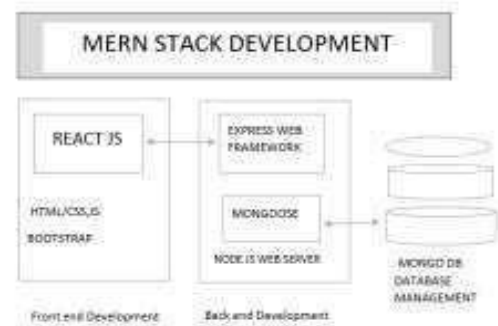 MERN STACK DEVELOPMENT
REACT JS
HTML/CSS,JS
BOOTSTRAP
Front end Development
EXPRESS WEB
FRAMEWORK
MONGOOSE
NODE JS WEB SERVER
Back and Development
MONGO DB
DATABASE
MANAGEMENT